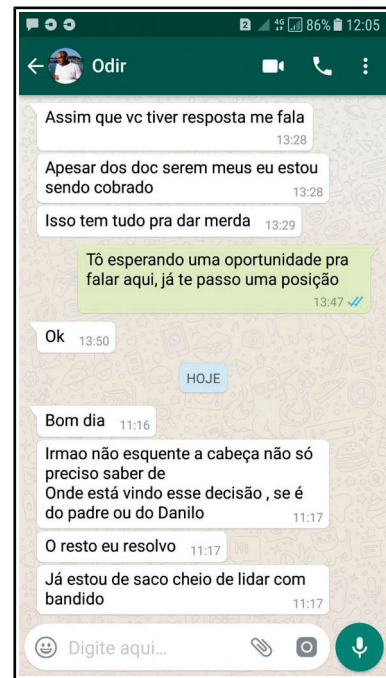 2 4G 86% 12:05
Odir
Assim que vc tiver resposta me fala
13:28
Apesar dos doc serem meus eu estou
sendo cobrado 13:28
Isso tem tudo pra dar merda 13:29
Tô esperando uma oportunidade pra
falar aqui, já te passo uma posição
13:47
Ok 13:50
HOJE
Bom dia 11:16
Irmao não esquente a cabeça não só
preciso saber de
Onde está vindo esse decisão , se é
do padre ou do Danilo 11:17
O resto eu resolvo 11:17
Já estou de saco cheio de lidar com
bandido 11:17
Digite aqui...